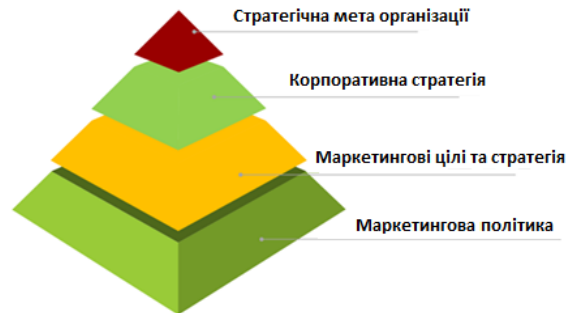 Стратегічна мета організації
Корпоративна стратегія
Маркетингові цілі та стратегія
Маркетингова політика